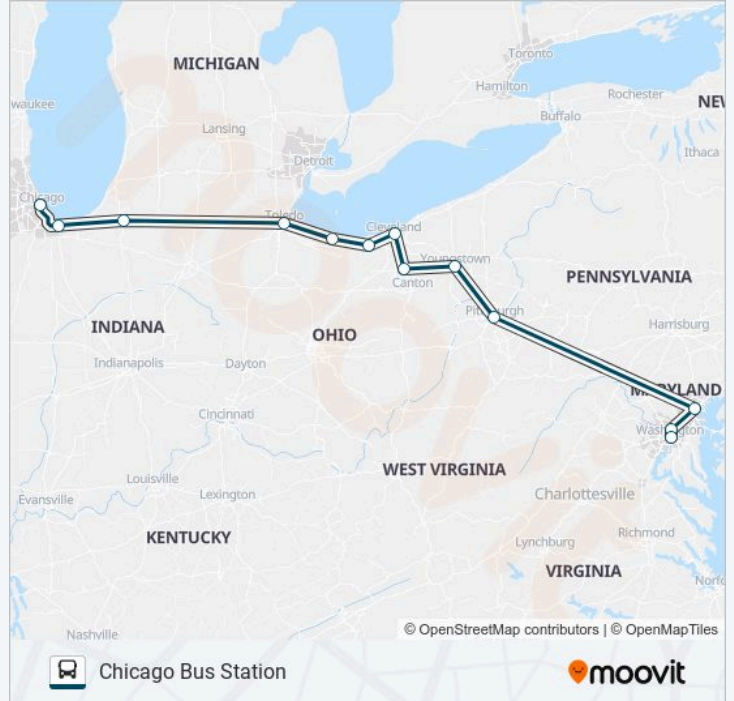 MICHIGAN
Toronto
Hamilton
Rochester
NEW
waukee
Buffalo
Lansing
Ithaca
Detroit
Chicago
Toledo
Cleveland
Youngstown
Canton
PENNSYLVANIA
Pittsburgh
Harrisburg
INDIANA
OHIO
Indianapolis
Dayton
MARYLAND
Cincinnati
Washington
WEST VIRGINIA
Louisville
Evansville
Lexington
Charlottesville
KENTUCKY
Richmond
Lynchburg
VIRGINIA
Norfo
Nashville
© OpenStreetMap contributors | © OpenMapTiles
Chicago Bus Station
moovit